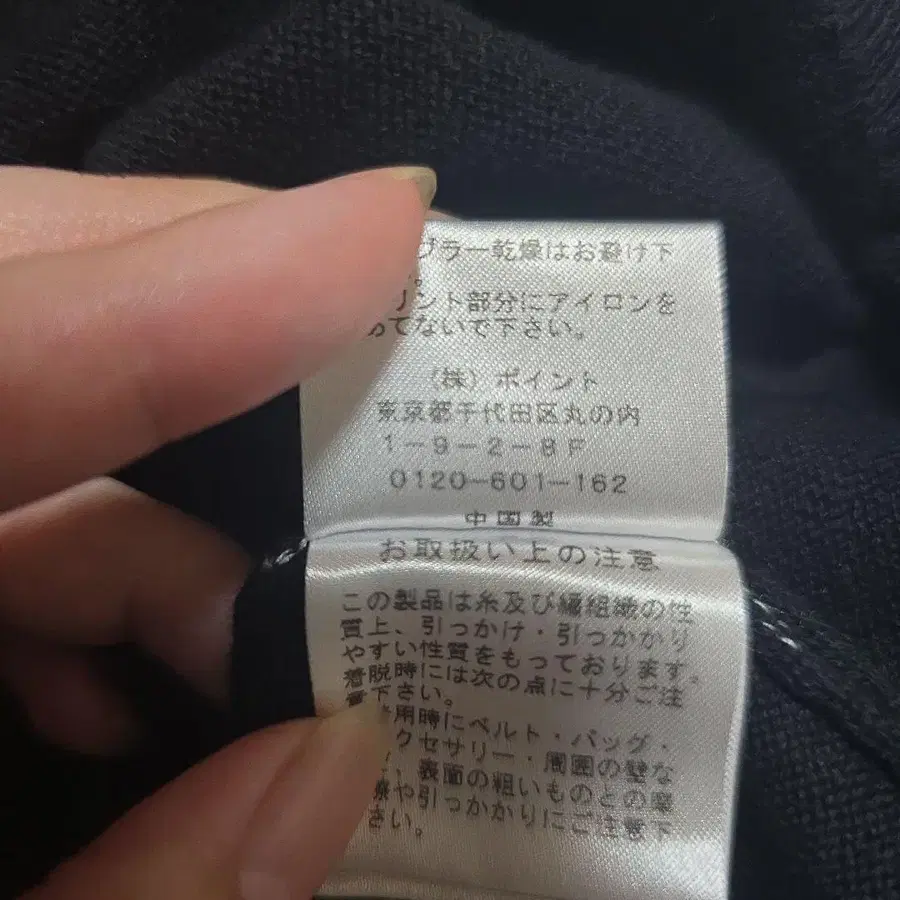 ブラー乾燥はお避け下
。
リント部分にアイロンを
てないで下さい。
(株)ポイント
東京都千代田区丸の内
1-9-2-8F
0120-601-162
中国製
お取扱い上の注意
この製品は糸及び編組織の性
質上、引っかけ・引っかかり
やすい性質をもっております。
着脱時には次の点に十分ご注
意下さい。
用時にベルト・バッグ・
クセサリー・周囲の壁な
、表面の粗いものとの摩
擦や引っかかりにご注意下
さい。